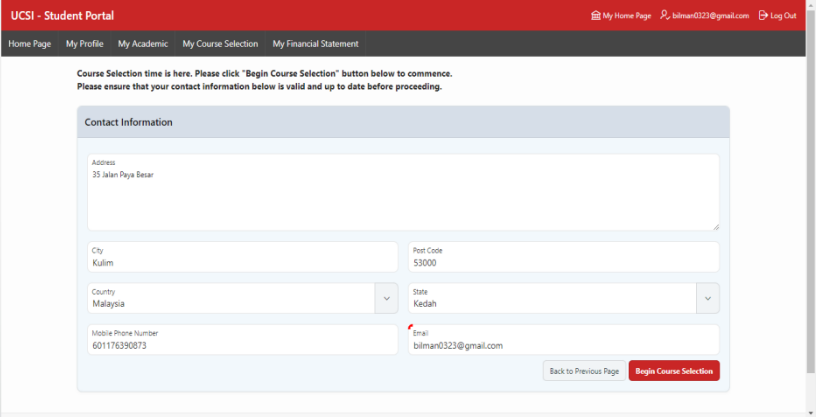 UCSI - Student Portal
My Home Page bilman0323@gmail.com Log Out
Home Page My Profile My Academic My Course Selection My Financial Statement
Course Selection time is here. Please click "Begin Course Selection" button below to commence.
Please ensure that your contact information below is valid and up to date before proceeding.
Contact Information
Address
35 Jalan Paya Besar
City
Kulim
Post Code
53000
Country
Malaysia
State
Kedah
Mobile Phone Number
601176390873
Email
bilman0323@gmail.com
Back to Previous Page Begin Course Selection